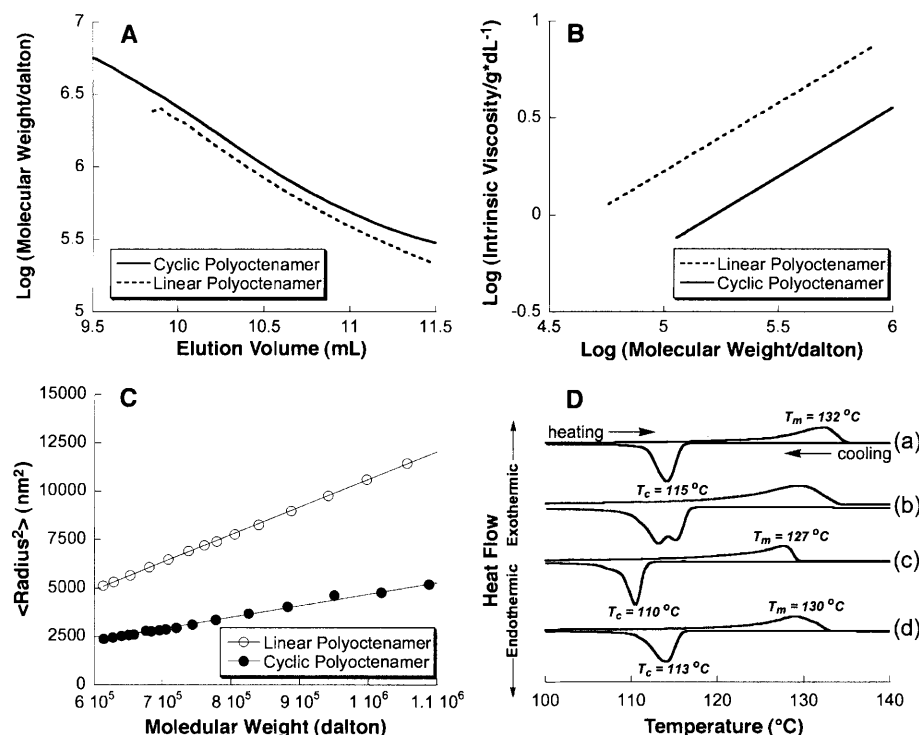 A
Log (Molecular Weight/dalton)
7
6.5
6
5.5
5
Cyclic Polyoctenamer
Linear Polyoctenamer
9.5 10 10.5 11 11.5
Elution Volume (mL)
B
Log (Intrinsic Viscosity/g*dL⁻¹)
1
0.5
0
-0.5
Linear Polyoctenamer
Cyclic Polyoctenamer
4.5 5 5.5 6
Log (Molecular Weight/dalton)
C
<Radius²> (nm²)
15000
12500
10000
7500
5000
2500
0
Linear Polyoctenamer
Cyclic Polyoctenamer
6 10⁵ 7 10⁵ 8 10⁵ 9 10⁵ 1 10⁶ 1.1 10⁶
Moledular Weight (dalton)
D
Heat Flow
Endothermic
Exothermic
Tm = 132 °C
heating
(a)
cooling
Tc = 115 °C
(b)
Tm = 127 °C
(c)
Tc = 110 °C
Tm = 130 °C
(d)
Tc = 113 °C
100 110 120 130 140
Temperature (°C)